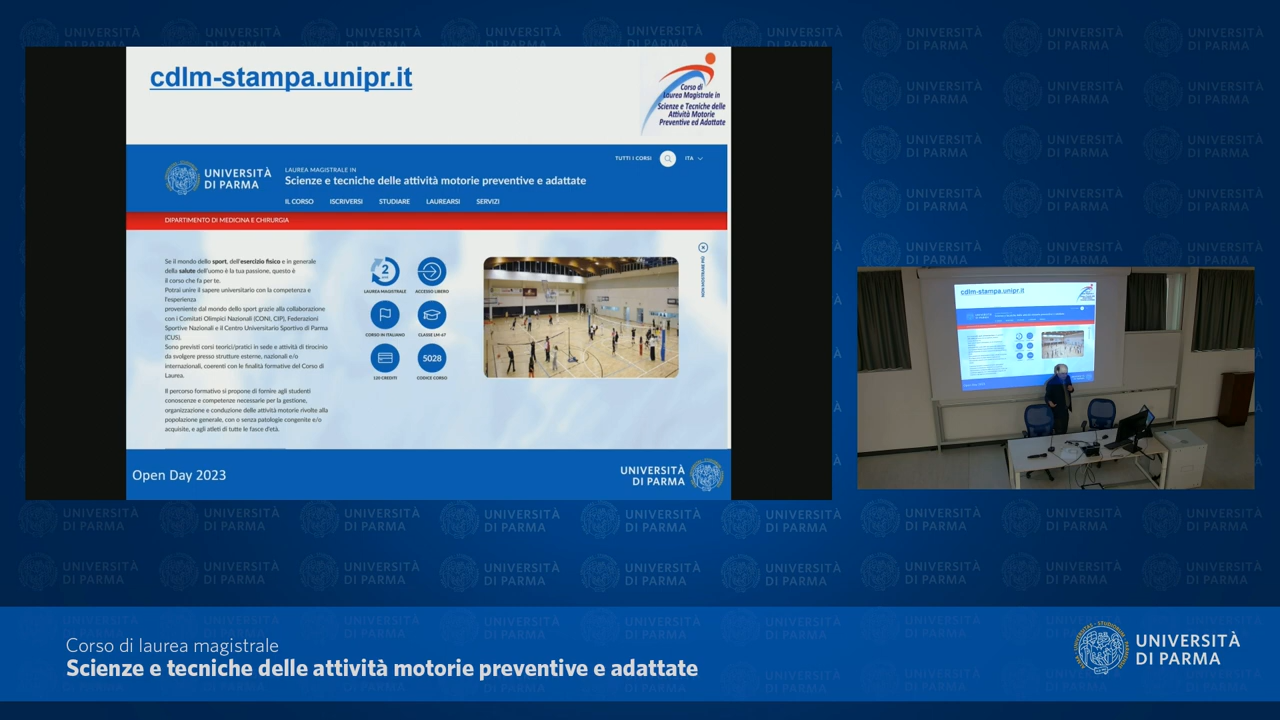 cdlm-stampa.unipr.it
Corso di
Laurea Magistrale in
Scienze e Tecniche delle
Attività Motorie
Preventive ed Adattate
TUTTI I CORSI
ITA
UNIVERSITÀ
DI PARMA
LAUREA MAGISTRALE IN
Scienze e tecniche delle attività motorie preventive e adattate
IL CORSO ISCRIVERSI STUDIARE LAUREARSI SERVIZI
DIPARTIMENTO DI MEDICINA E CHIRURGIA
Se il mondo dello sport, dell'esercizio fisico e in generale
della salute dell'uomo è la tua passione, questo è
il corso che fa per te.
Potrai unire il sapere universitario con la competenza e
l'esperienza
proveniente dal mondo dello sport grazie alla collaborazione
con i Comitati Olimpici Nazionali (CONI, CIP), Federazioni
Sportive Nazionali e il Centro Universitario Sportivo di Parma
(CUS).
Sono previsti corsi teorici/pratici in sede e attività di tirocinio
da svolgere presso strutture esterne, nazionali e/o
internazionali, coerenti con le finalità formative del Corso di
Laurea.
Il percorso formativo si propone di fornire agli studenti
conoscenze e competenze necessarie per la gestione,
organizzazione e conduzione delle attività motorie rivolte alla
popolazione generale, con o senza patologie congenite e/o
acquisite, e agli atleti di tutte le fasce d'età.
2
LAUREA MAGISTRALE
ACCESSO LIBERO
CORSO IN ITALIANO
CLASSE LM-67
120 CREDITI
5028
CODICE CORSO
NON MOSTRARE PIÙ
Open Day 2023
UNIVERSITÀ
DI PARMA
cdlm-stampa.unipr.it
Corso di laurea magistrale
Scienze e tecniche delle attività motorie preventive e adattate
UNIVERSITÀ
DI PARMA